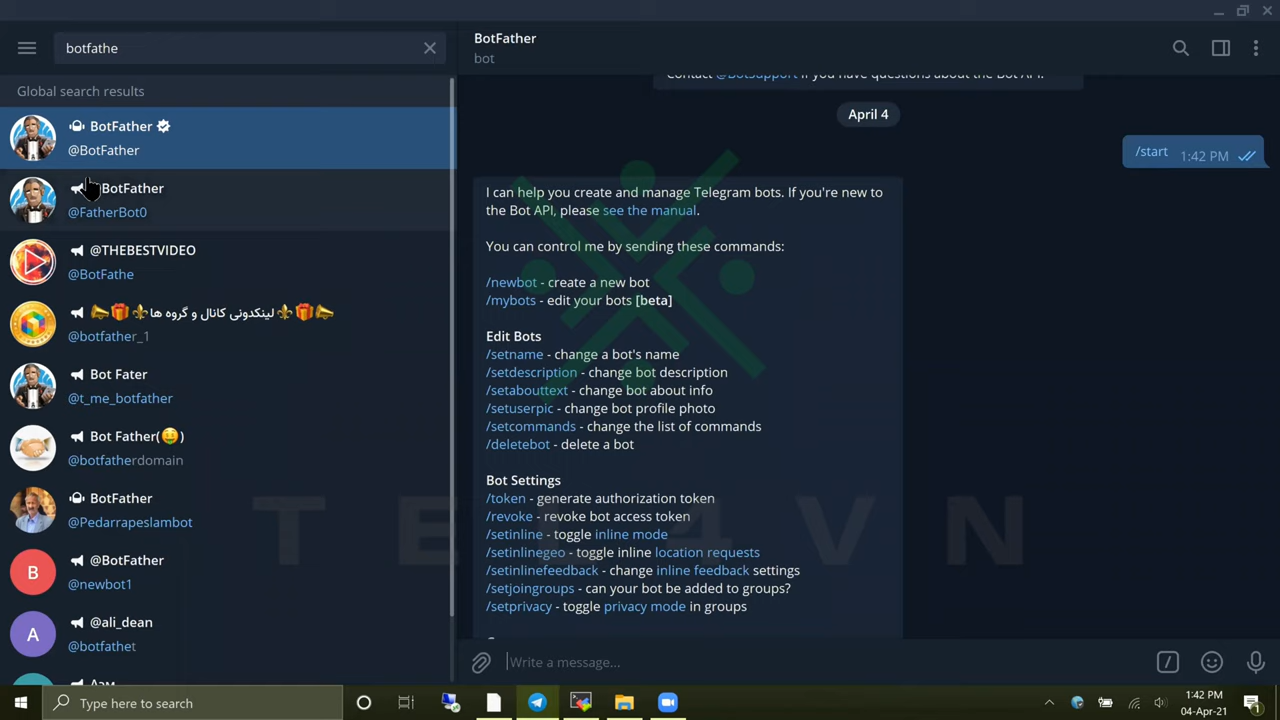 botfathe
Global search results
BotFather
@BotFather
BotFather
@FatherBot0
@THEBESTVIDEO
@BotFathe
📣🎁⚜️لینکدونی کانال و گروه ها⚜️🎁📣
@botfather_1
Bot Fater
@t_me_botfather
Bot Father(🤑)
@botfatherdomain
BotFather
@Pedarrapeslambot
@BotFather
B
@newbot1
@ali_dean
A
@botfathet
BotFather
bot
Contact @BotSupport if you have questions about the Bot API.
April 4
/start 1:42 PM
I can help you create and manage Telegram bots. If you're new to
the Bot API, please see the manual.
You can control me by sending these commands:
/newbot - create a new bot
/mybots - edit your bots [beta]
Edit Bots
/setname - change a bot's name
/setdescription - change bot description
/setabouttext - change bot about info
/setuserpic - change bot profile photo
/setcommands - change the list of commands
/deletebot - delete a bot
Bot Settings
/token - generate authorization token
/revoke - revoke bot access token
/setinline - toggle inline mode
/setinlinegeo - toggle inline location requests
/setinlinefeedback - change inline feedback settings
/setjoingroups - can your bot be added to groups?
/setprivacy - toggle privacy mode in groups
Write a message...
Type here to search
1:42 PM
04-Apr-21